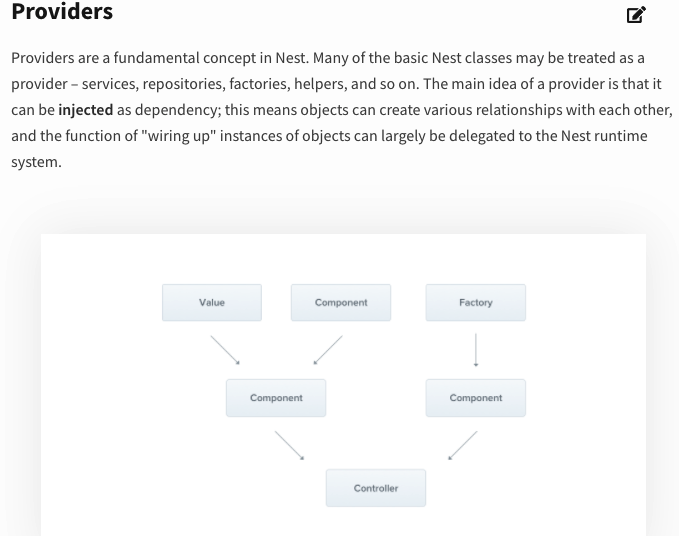 Providers
Providers are a fundamental concept in Nest. Many of the basic Nest classes may be treated as a
provider – services, repositories, factories, helpers, and so on. The main idea of a provider is that it
can be injected as dependency; this means objects can create various relationships with each other,
and the function of "wiring up" instances of objects can largely be delegated to the Nest runtime
system.
Value
Component
Factory
Component
Component
Controller